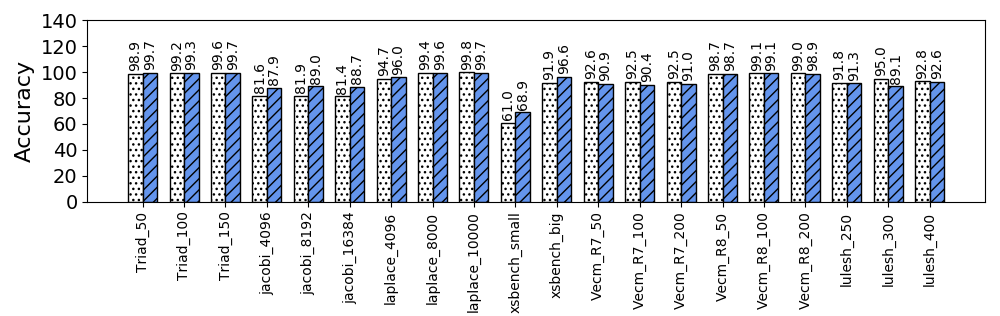 Accuracy
140
120
100
80
60
40
20
0
98.9
99.7
99.2
99.3
99.6
99.7
81.6
87.9
81.9
89.0
81.4
88.7
94.7
96.0
99.4
99.6
99.8
99.7
61.0
68.9
91.9
96.6
92.6
90.9
92.5
90.4
92.5
91.0
98.7
98.7
99.1
99.1
99.0
98.9
91.8
91.3
95.0
89.1
92.8
92.6
Triad_50
Triad_100
Triad_150
jacobi_4096
jacobi_8192
jacobi_16384
laplace_4096
laplace_8000
laplace_10000
xsbench_small
xsbench_big
Vecm_R7_50
Vecm_R7_100
Vecm_R7_200
Vecm_R8_50
Vecm_R8_100
Vecm_R8_200
lulesh_250
lulesh_300
lulesh_400